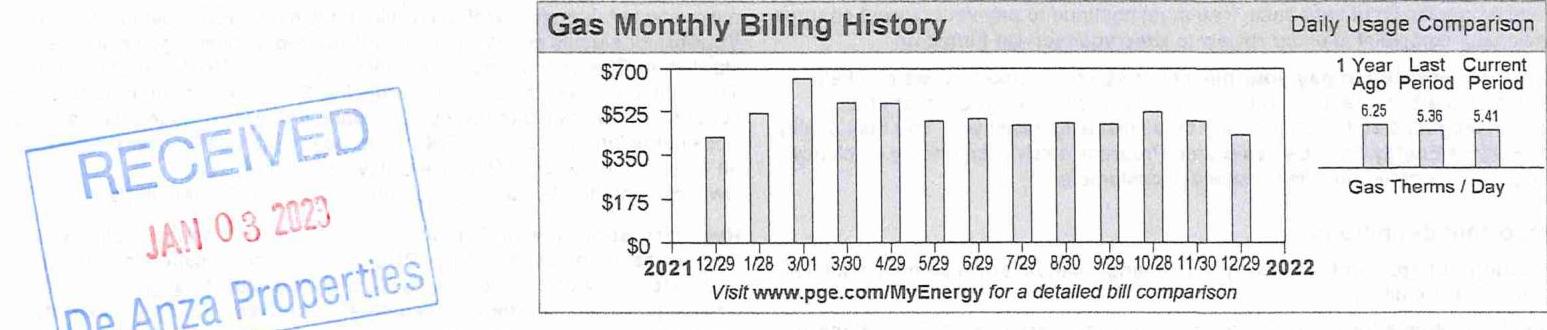 Gas Monthly Billing History
Daily Usage Comparison
$700
$525
$350
$175
$0
2021 12/29 1/28 3/01 3/30 4/29 5/29 6/29 7/29 8/29 9/29 10/28 11/30 12/29 2022
Visit www.pge.com/MyEnergy for a detailed bill comparison
1 Year Last Current
Ago Period Period
6.25 5.36 5.41
Gas Therms / Day
RECEIVED
JAN 03 2023
De Anza Properties